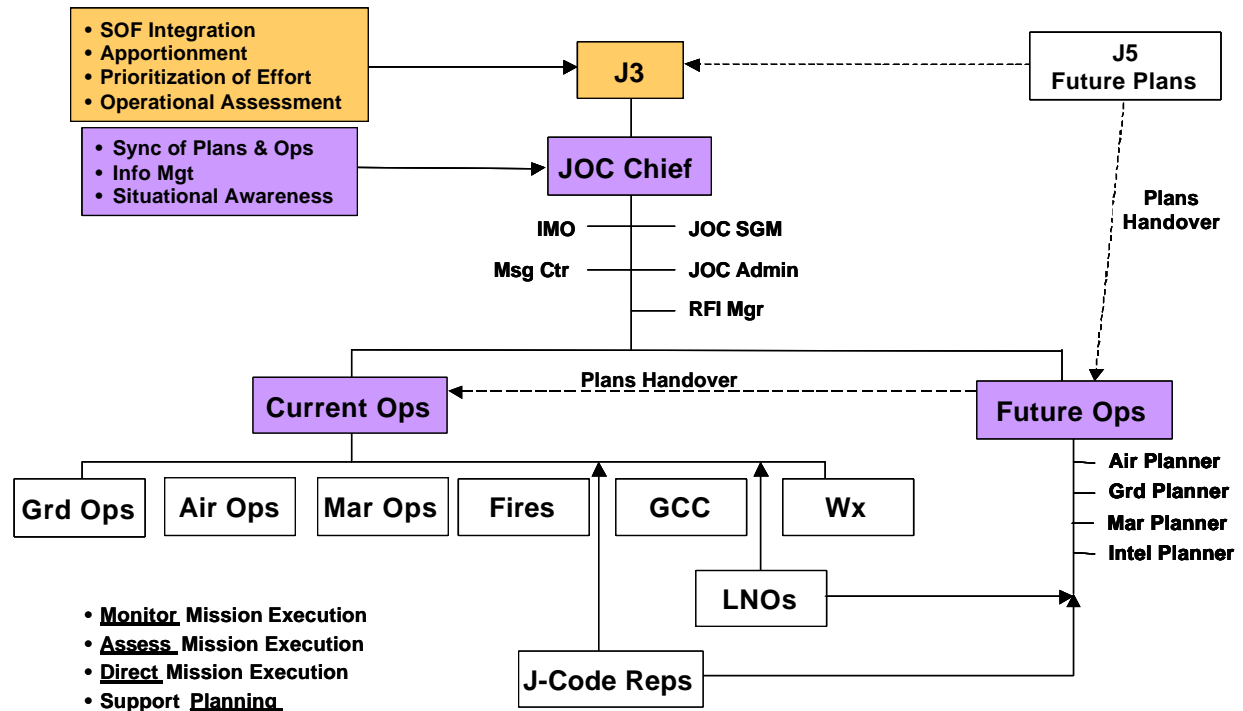 • SOF Integration
• Apportionment
• Prioritization of Effort
• Operational Assessment
J3
J5
Future Plans
• Sync of Plans & Ops
• Info Mgt
• Situational Awareness
JOC Chief
Plans
Handover
IMO
JOC SGM
Msg Ctr
JOC Admin
RFI Mgr
Plans Handover
Current Ops
Future Ops
Air Planner
Grd Planner
Mar Planner
Intel Planner
Grd Ops
Air Ops
Mar Ops
Fires
GCC
Wx
LNOs
J-Code Reps
• Monitor Mission Execution
• Assess Mission Execution
• Direct Mission Execution
• Support Planning